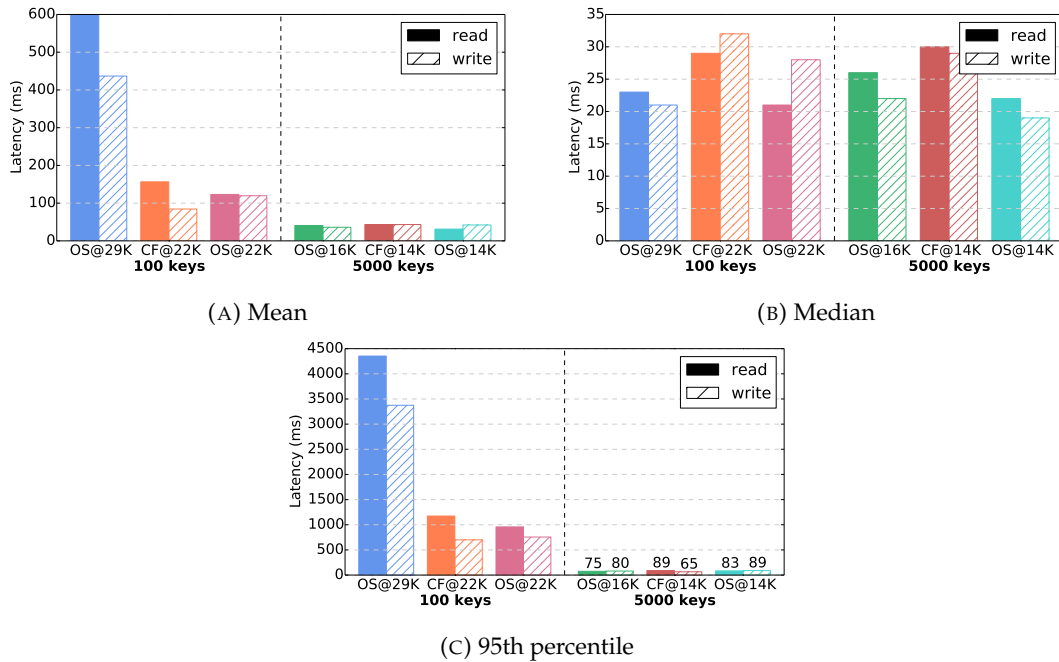 600
500
400
300
200
100
0
Latency (ms)
read
write
OS@29K CF@22K OS@22K OS@16K CF@14K OS@14K
100 keys 5000 keys
(A) Mean
35
30
25
20
15
10
5
0
Latency (ms)
read
write
OS@29K CF@22K OS@22K OS@16K CF@14K OS@14K
100 keys 5000 keys
(B) Median
4500
4000
3500
3000
2500
2000
1500
1000
500
0
Latency (ms)
read
write
75 80 89 65 83 89
OS@29K CF@22K OS@22K OS@16K CF@14K OS@14K
100 keys 5000 keys
(C) 95th percentile